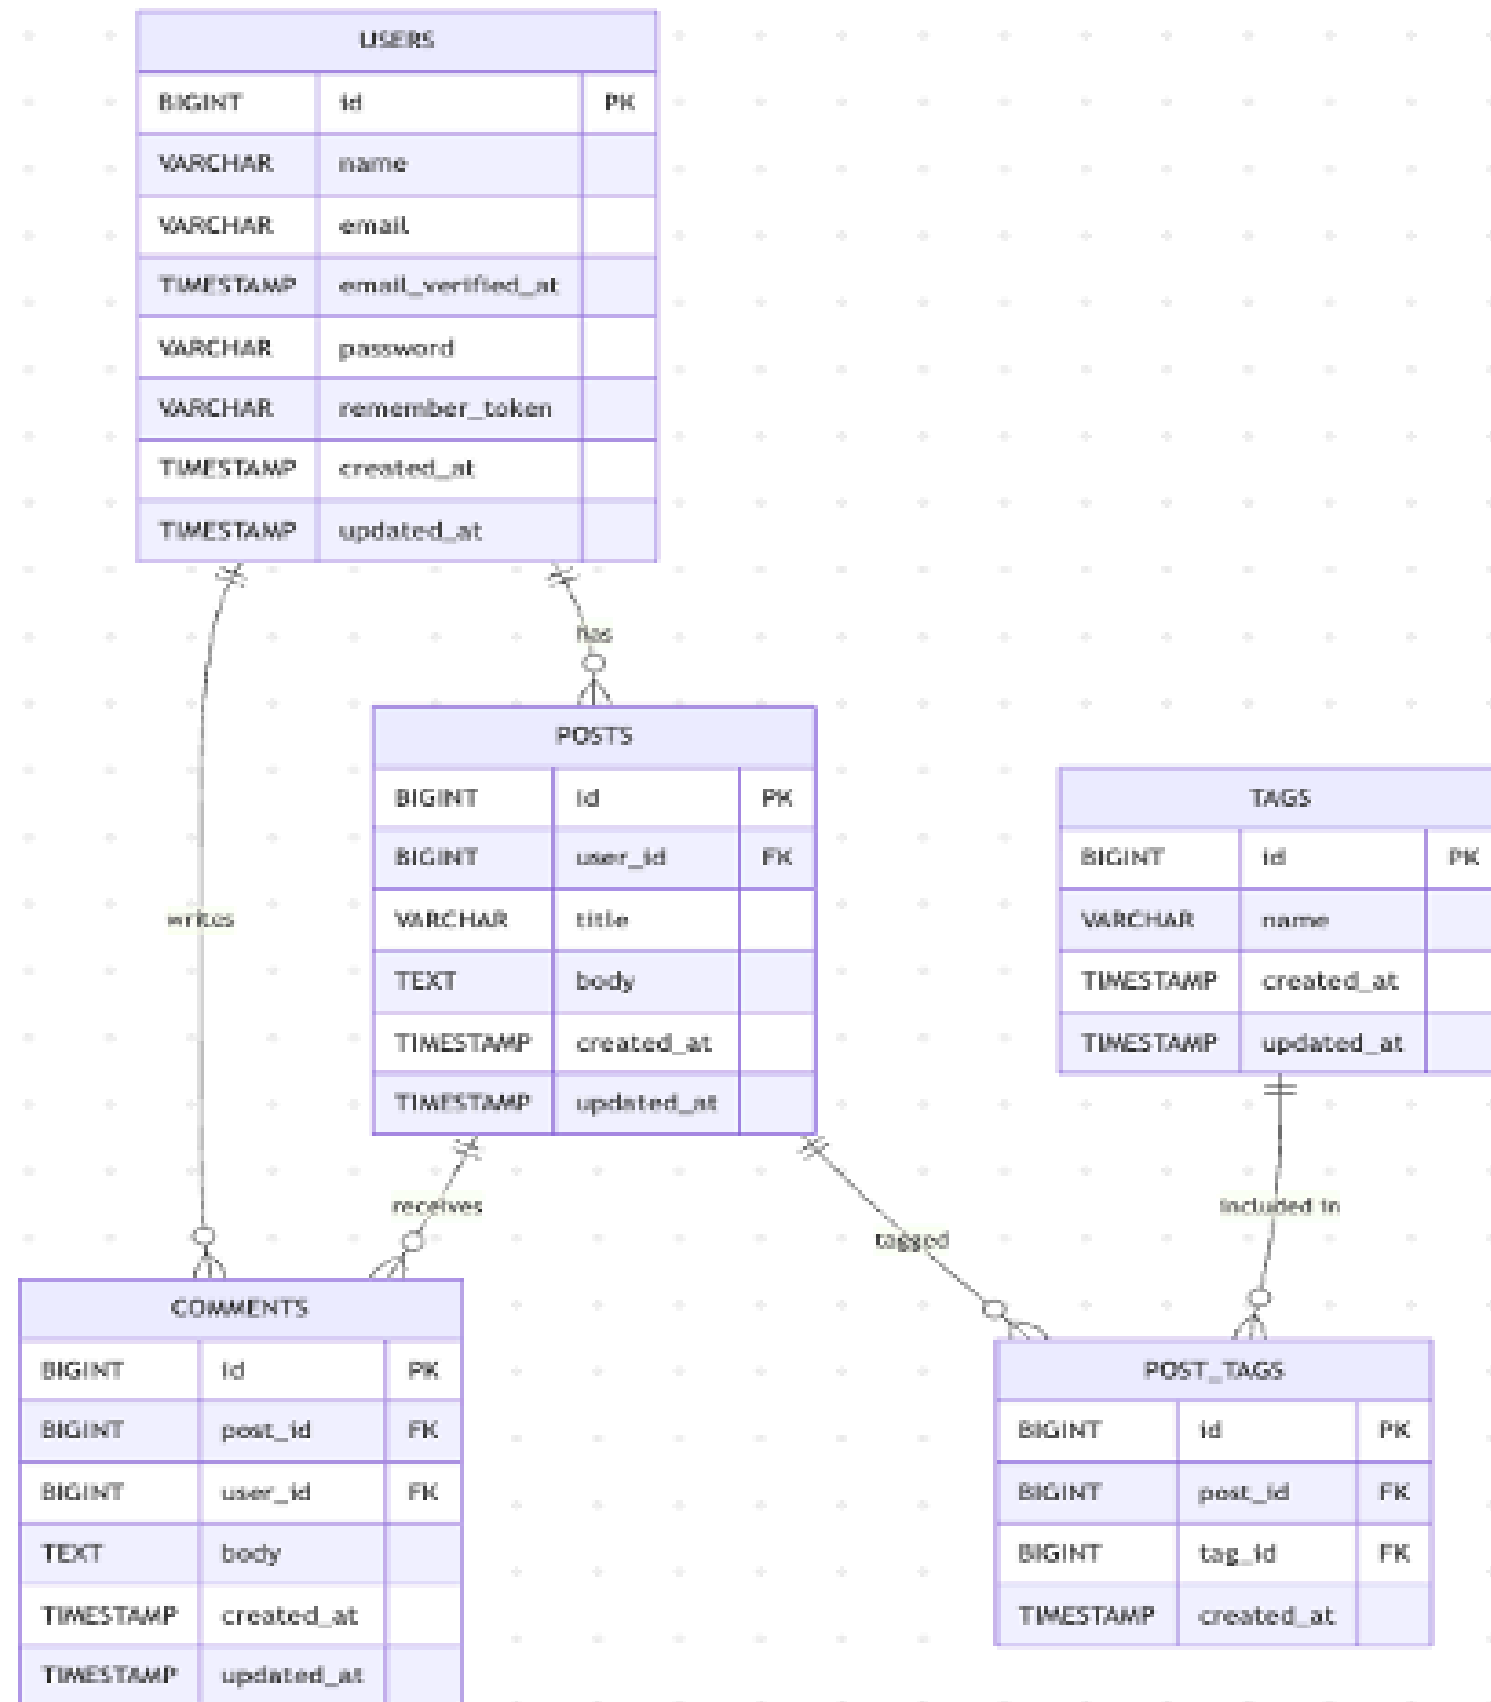 USERS
BIGINT id PK
VARCHAR name
VARCHAR email
TIMESTAMP email_verified_at
VARCHAR password
VARCHAR remember_token
TIMESTAMP created_at
TIMESTAMP updated_at
has
writes
POSTS
BIGINT id PK
BIGINT user_id FK
VARCHAR title
TEXT body
TIMESTAMP created_at
TIMESTAMP updated_at
TAGS
BIGINT id PK
VARCHAR name
TIMESTAMP created_at
TIMESTAMP updated_at
receives
tagged
included in
COMMENTS
BIGINT id PK
BIGINT post_id FK
BIGINT user_id FK
TEXT body
TIMESTAMP created_at
TIMESTAMP updated_at
POST_TAGS
BIGINT id PK
BIGINT post_id FK
BIGINT tag_id FK
TIMESTAMP created_at